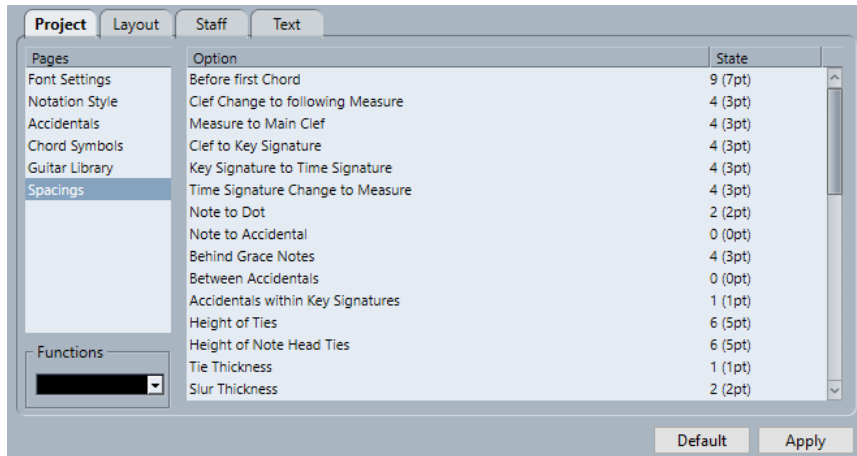 Project Layout Staff Text
Pages
Font Settings
Notation Style
Accidentals
Chord Symbols
Guitar Library
Spacings
Functions
Option State
Before first Chord 9 (7pt)
Clef Change to following Measure 4 (3pt)
Measure to Main Clef 4 (3pt)
Clef to Key Signature 4 (3pt)
Key Signature to Time Signature 4 (3pt)
Time Signature Change to Measure 4 (3pt)
Note to Dot 2 (2pt)
Note to Accidental 0 (0pt)
Behind Grace Notes 4 (3pt)
Between Accidentals 0 (0pt)
Accidentals within Key Signatures 1 (1pt)
Height of Ties 6 (5pt)
Height of Note Head Ties 6 (5pt)
Tie Thickness 1 (1pt)
Slur Thickness 2 (2pt)
Default Apply